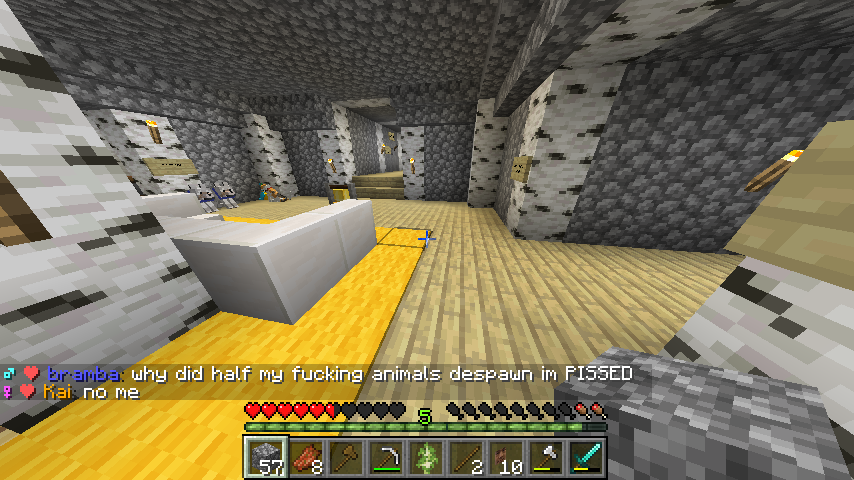 ♂ ❤ bramba: why did half my fucking animals despawn im PISSED
♀ ❤ Kai: no me
5
57 8 2 10